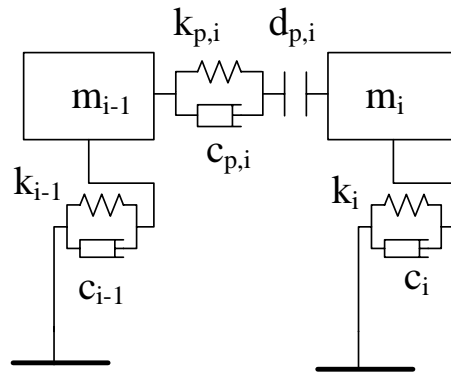 k_{p,i} d_{p,i}
m_{i-1} m_i
c_{p,i}
k_{i-1} k_i
c_{i-1} c_i